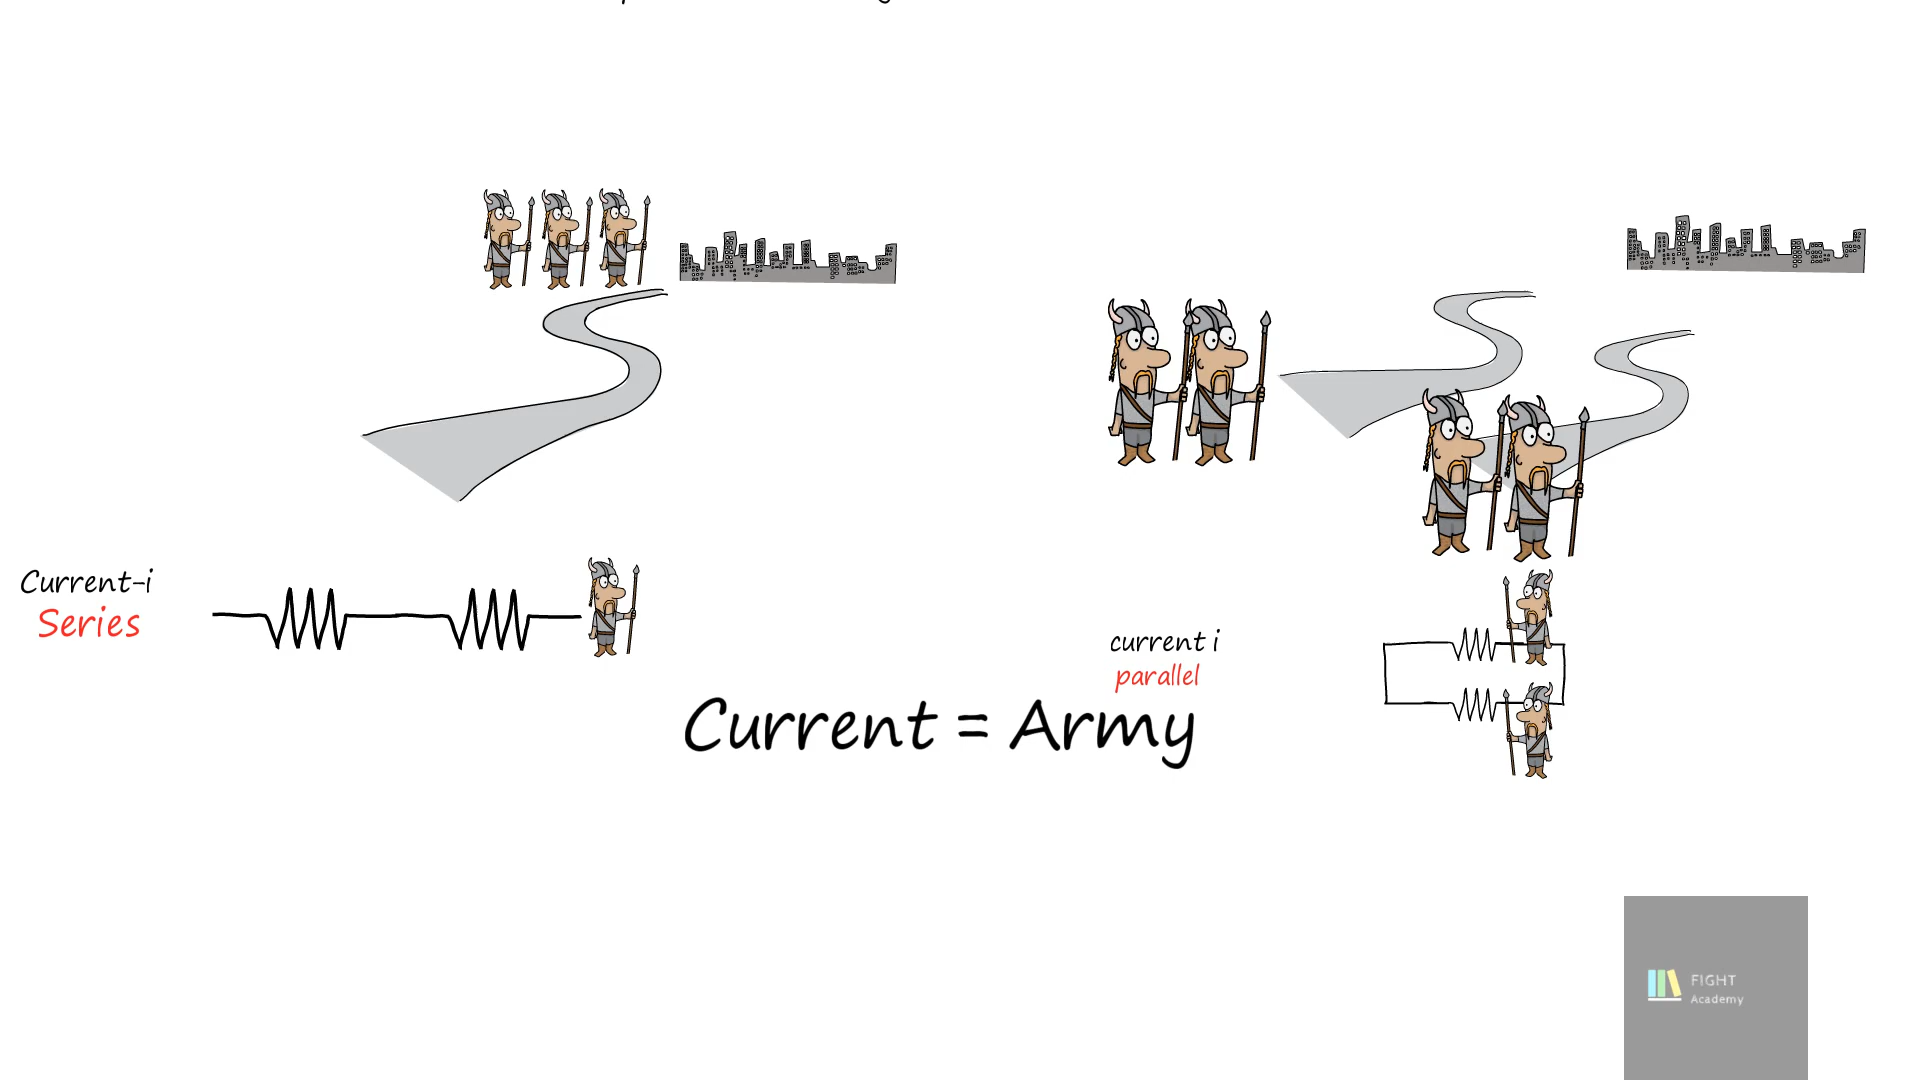 Current-i
Series
current i
parallel
Current = Army
FIGHT
Academy